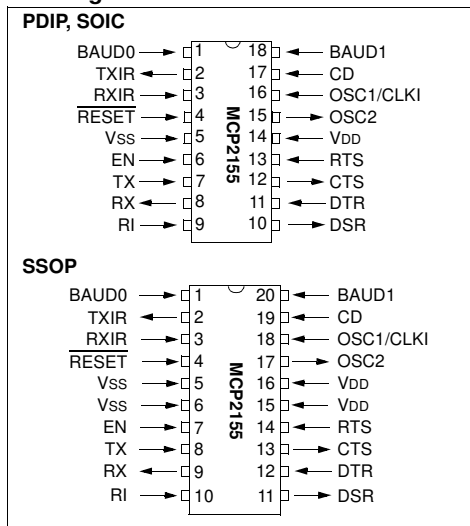 PDIP, SOIC
BAUD0 1 18 BAUD1
TXIR 2 17 CD
RXIR 3 16 OSC1/CLKI
RESET 4 15 OSC2
VSS 5 14 VDD
EN 6 13 RTS
TX 7 12 CTS
RX 8 11 DTR
RI 9 10 DSR
MCP2155
SSOP
BAUD0 1 20 BAUD1
TXIR 2 19 CD
RXIR 3 18 OSC1/CLKI
RESET 4 17 OSC2
VSS 5 16 VDD
VSS 6 15 VDD
EN 7 14 RTS
TX 8 13 CTS
RX 9 12 DTR
RI 10 11 DSR
MCP2155